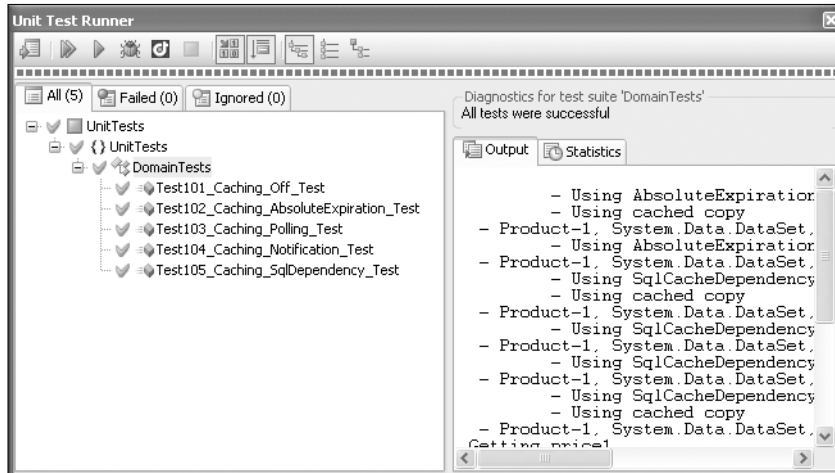 Unit Test Runner
All (5)
Failed (0)
Ignored (0)
UnitTests
{} UnitTests
DomainTests
Test101_Caching_Off_Test
Test102_Caching_AbsoluteExpiration_Test
Test103_Caching_Polling_Test
Test104_Caching_Notification_Test
Test105_Caching_SqlDependency_Test
Diagnostics for test suite 'DomainTests'
All tests were successful
Output
Statistics
- Using AbsoluteExpiration
- Using cached copy
- Product-1, System.Data.DataSet,
- Using AbsoluteExpiration
- Product-1, System.Data.DataSet,
- Using SqlCacheDependency
- Using cached copy
- Product-1, System.Data.DataSet,
- Using SqlCacheDependency
- Product-1, System.Data.DataSet,
- Using SqlCacheDependency
- Product-1, System.Data.DataSet,
- Using SqlCacheDependency
- Using cached copy
- Product-1, System.Data.DataSet,
Getting price1